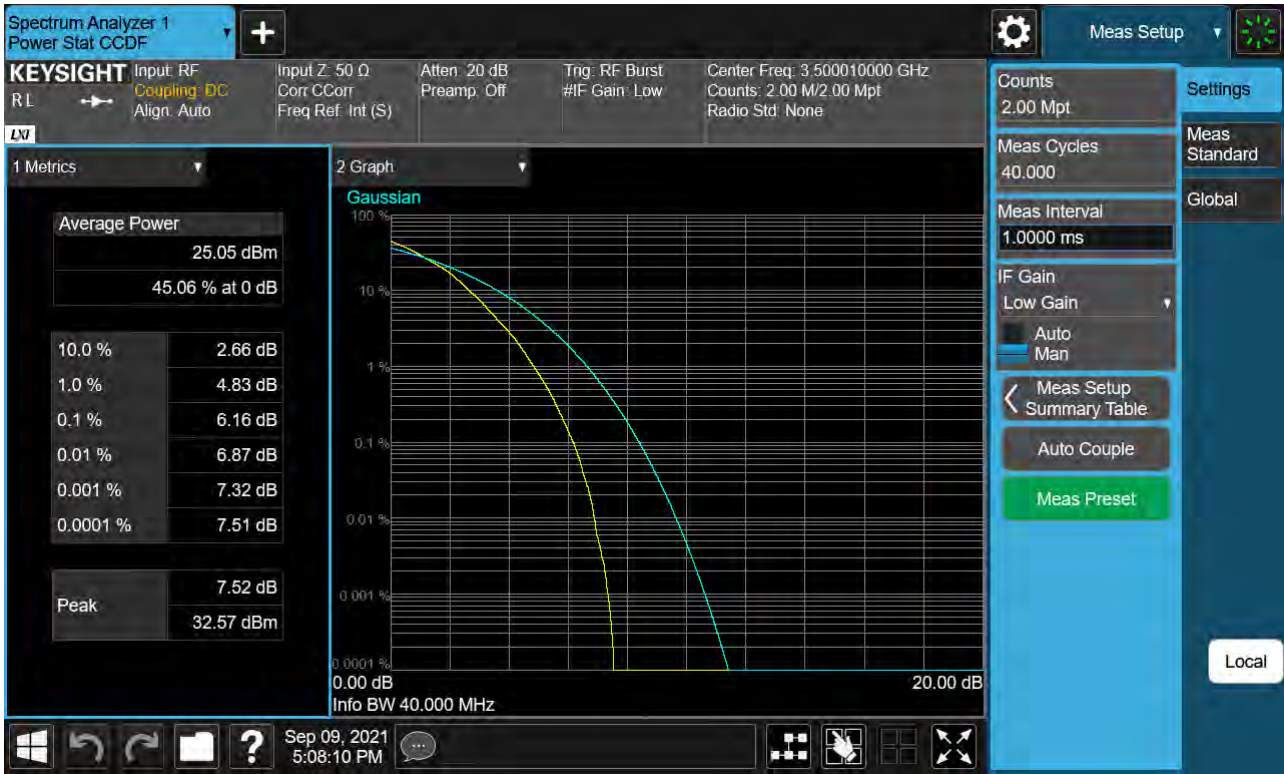 Spectrum Analyzer 1
Power Stat CCDF
Meas Setup
KEYSIGHT
RL
LXI
Input: RF
Coupling: DC
Align: Auto
Input Z: 50 Ω
Corr CCorr
Freq Ref: Int (S)
Atten: 20 dB
Preamp: Off
Trig: RF Burst
#IF Gain: Low
Center Freq: 3.500010000 GHz
Counts: 2.00 M/2.00 Mpt
Radio Std: None
1 Metrics
Average Power
25.05 dBm
45.06 % at 0 dB
10.0 % 2.66 dB
1.0 % 4.83 dB
0.1 % 6.16 dB
0.01 % 6.87 dB
0.001 % 7.32 dB
0.0001 % 7.51 dB
Peak
7.52 dB
32.57 dBm
2 Graph
Gaussian
100 %
10 %
1 %
0.1 %
0.01 %
0.001 %
0.0001 %
0.00 dB
20.00 dB
Info BW 40.000 MHz
Counts
2.00 Mpt
Meas Cycles
40.000
Meas Interval
1.0000 ms
IF Gain
Low Gain
Auto
Man
Meas Setup
Summary Table
Auto Couple
Meas Preset
Settings
Meas
Standard
Global
Local
?
Sep 09, 2021
5:08:10 PM